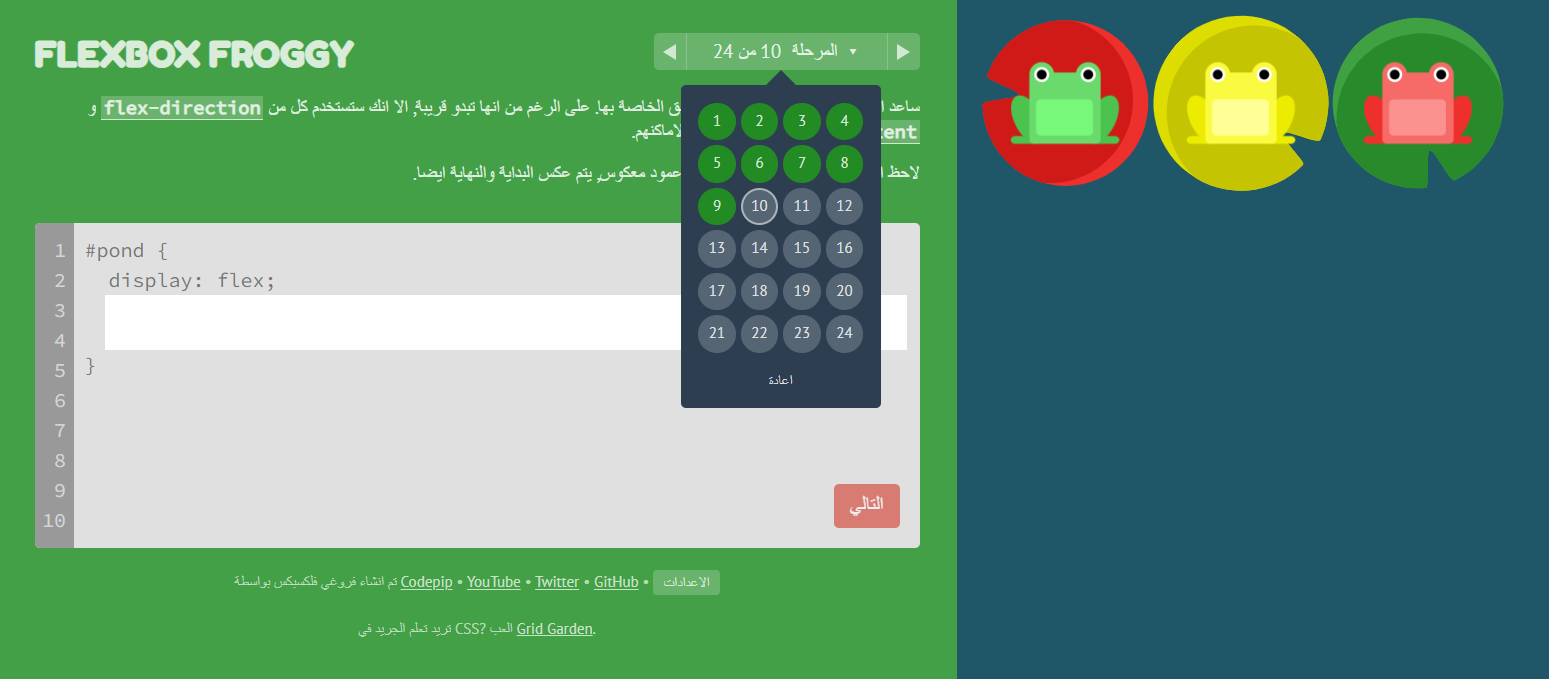 FLEXBOX FROGGY
المرحلة 10 من 24
ساعد ق الخاصة بها. على الرغم من انها تبدو قريبة, الا انك ستستخدم كل من flex-direction و
tent لاماكنهم.
لاحظ عمود معكوس, يتم عكس البداية والنهاية ايضا.
1 2 3 4
5 6 7 8
9 10 11 12
13 14 15 16
17 18 19 20
21 22 23 24
اعادة
1 #pond {
2 display: flex;
3
4
5 }
6
7
8
9
10
التالي
تم انشاء فروغي فلكسبكس بواسطة Codepip • YouTube • Twitter • GitHub • الاعدادات
تريد تعلم الجريد في CSS? العب Grid Garden.